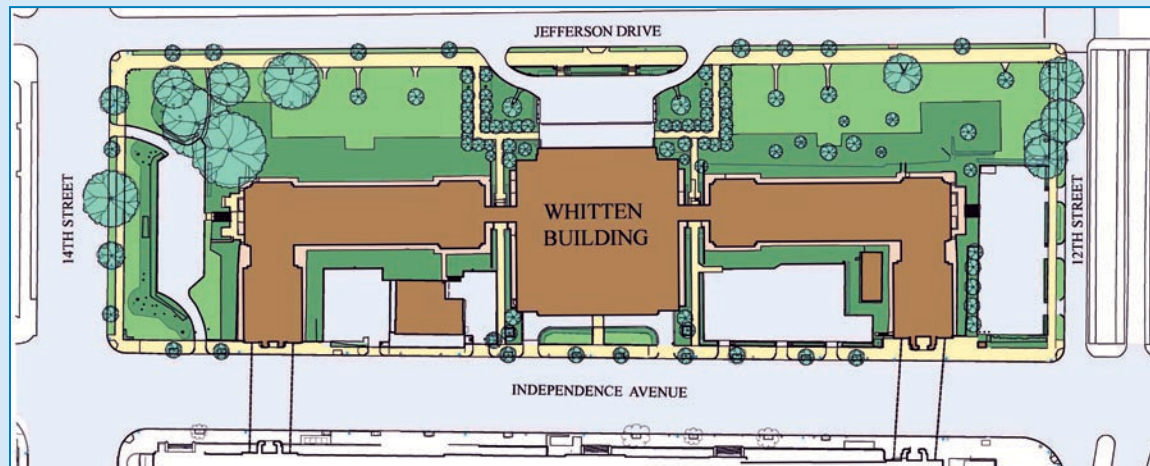 JEFFERSON DRIVE
14TH STREET
WHITTEN
BUILDING
12TH STREET
INDEPENDENCE AVENUE